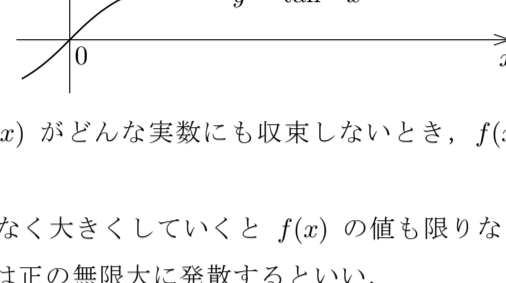 0
x) がどんな実数にも収束しないとき, f(
なく大きくしていくと f(x) の値も限りな
は正の無限大に発散するといい.